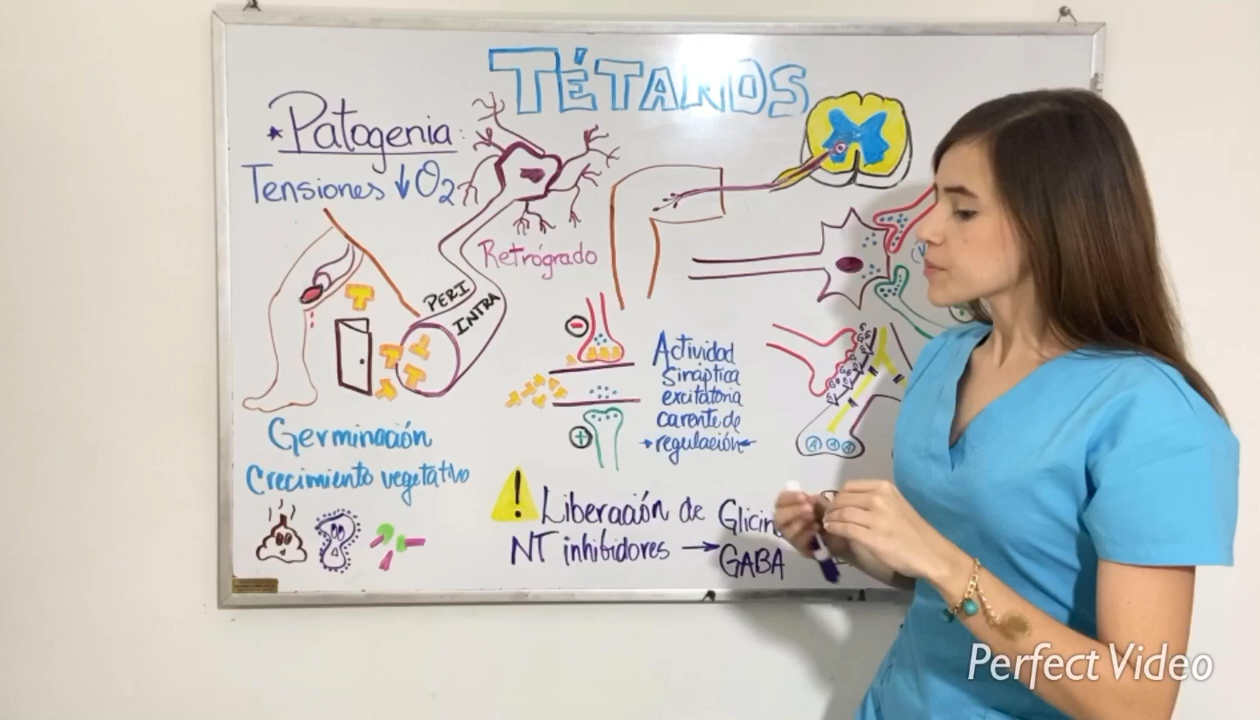 TÉTANOS
* Patogenia:
Tensiones ↓O2
Retrógrado
PERI
INTRA
Actividad
sináptica
excitatoria
carente de
*regulación*
Germinación
Crecimiento vegetativo
! Liberación de Glicin
NT inhibidores → GABA
Perfect Video